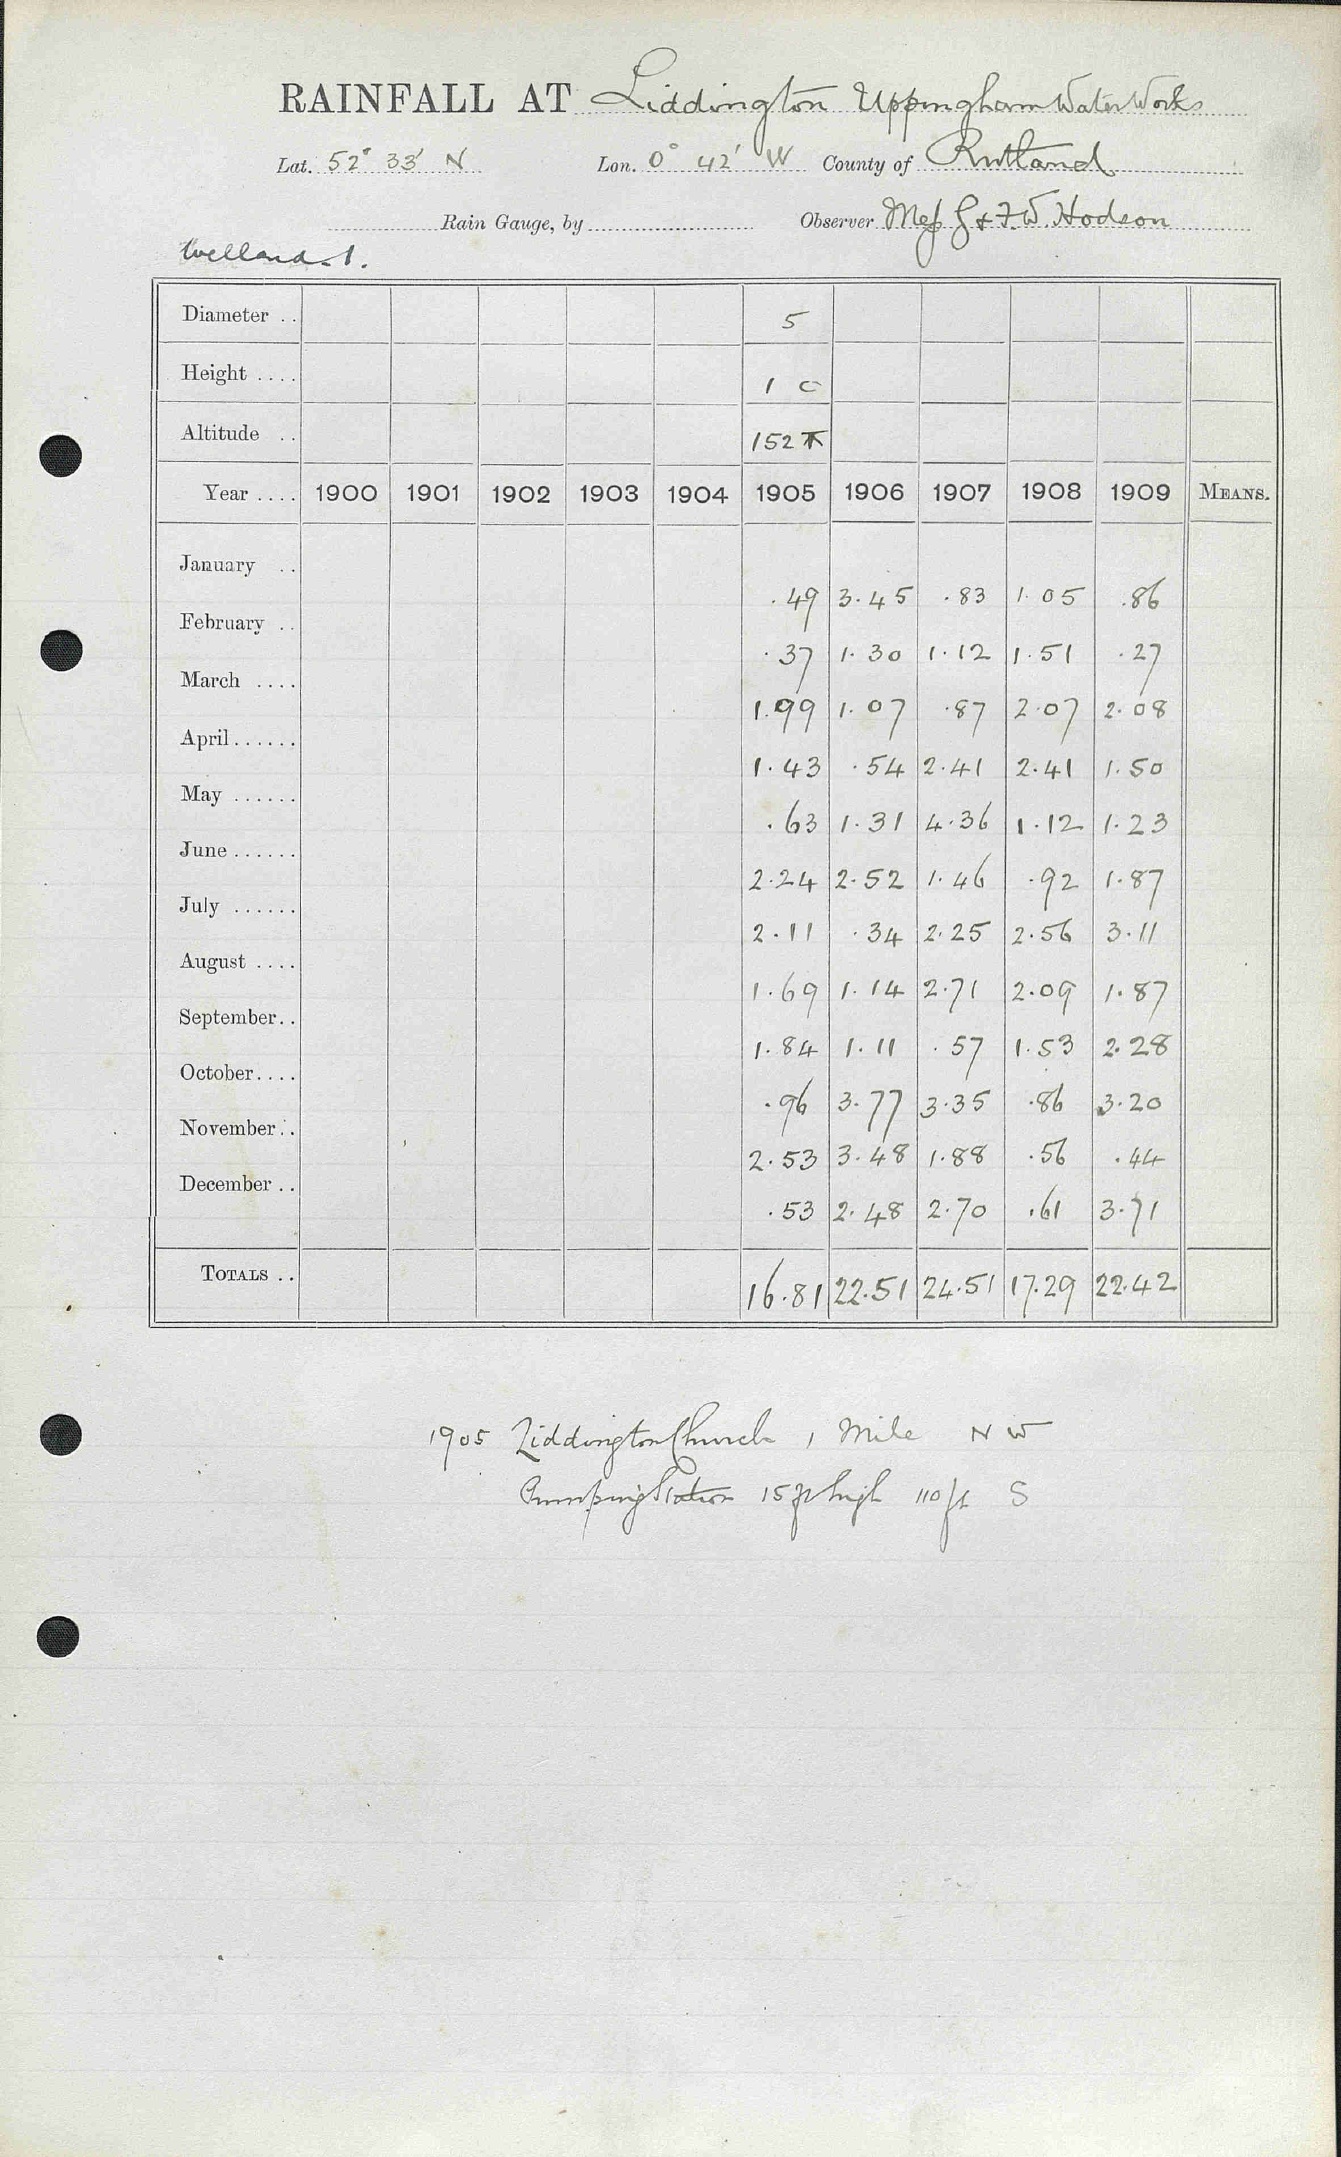 RAINFALL AT Liddington Uppingham Water Works
Lat. 52° 33' N Lon. 0° 42' W County of Rutland
Rain Gauge, by Observer Mess G & F.W. Hodson
Welland 1.
Diameter .. 5
Height .... 1 0
Altitude .. 152
Year .... 1900 1901 1902 1903 1904 1905 1906 1907 1908 1909 MEANS.
January .. .49 3.45 .83 1.05 .86
February .. .37 1.30 1.12 1.51 .27
March .... 1.99 1.07 .87 2.07 2.08
April...... 1.43 .54 2.41 2.41 1.50
May ...... .63 1.31 4.36 1.12 1.23
June...... 2.24 2.52 1.46 .92 1.87
July ...... 2.11 .34 2.25 2.56 3.11
August .... 1.69 1.14 2.71 2.09 1.87
September.. 1.84 1.11 .57 1.53 2.28
October.... .96 3.77 3.35 .86 3.20
November.. 2.53 3.48 1.88 .56 .44
December .. .53 2.48 2.70 .61 3.71
TOTALS .. 16.81 22.51 24.51 17.29 22.42
1905 Liddington Church 1 Mile NW
Pumping Station 15ft high 110ft S